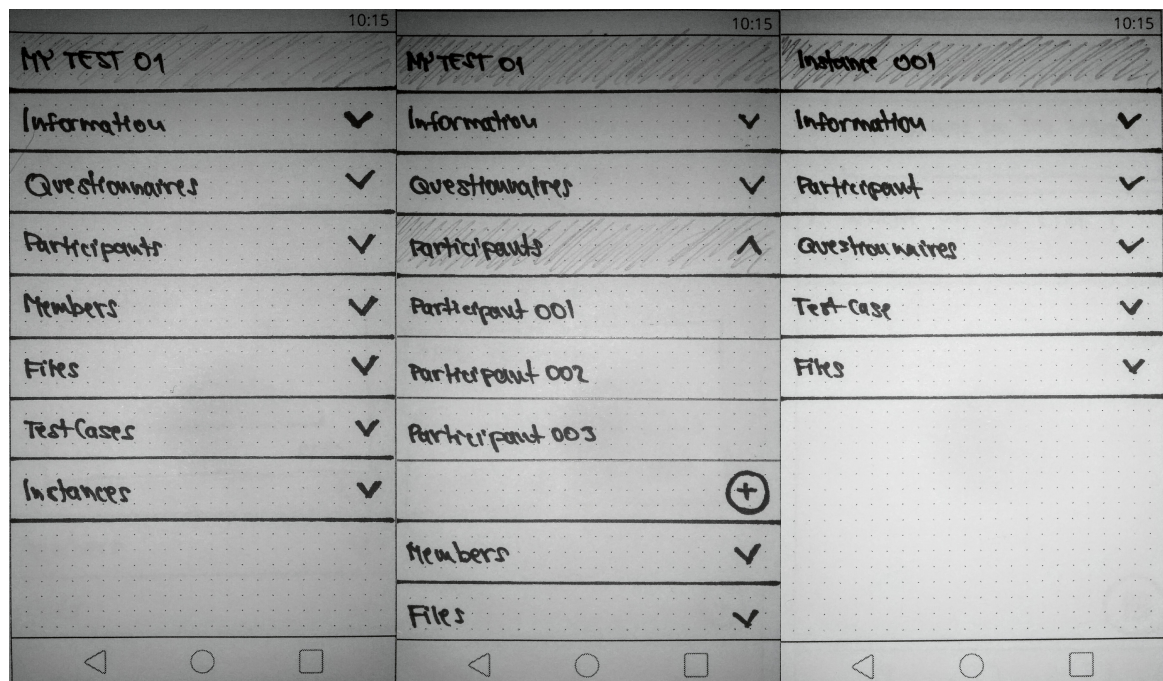 10:15
MY TEST 01
Information
Questionnaires
Participants
Members
Files
Test Cases
Instances
10:15
MY TEST 01
Information
Questionnaires
Participants
Participant 001
Participant 002
Participant 003
+
Members
Files
10:15
Instance 001
Information
Participant
Questionnaires
Test Case
Files